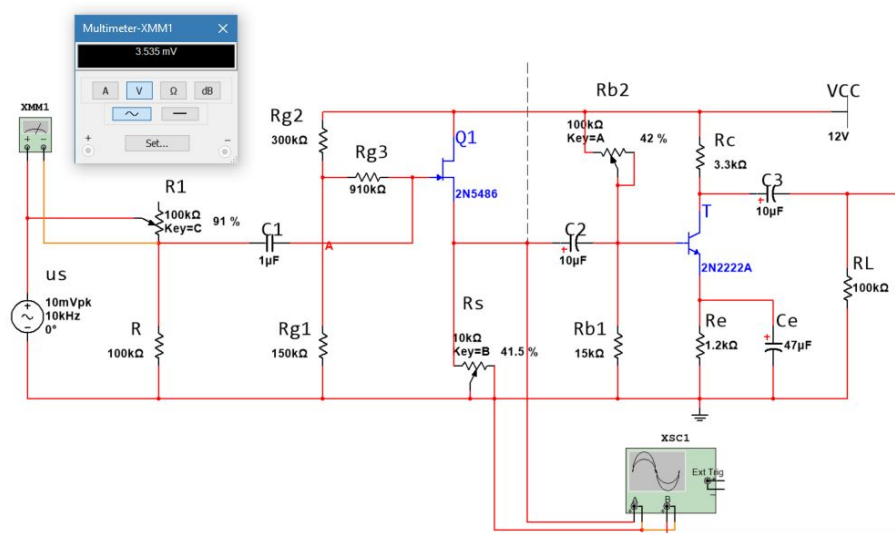 Multimeter-XMM1
3.535 mV
A
V
Ω
dB
+
Set...
−
XMM1
+ −
Rg2
300kΩ
Rg3
910kΩ
Q1
2N5486
Rb2
100kΩ
Key=A
42 %
VCC
12V
Rc
3.3kΩ
C3
10µF
R1
100kΩ
Key=C
91 %
C1
1µF
A
C2
10µF
T
2N2222A
RL
100kΩ
us
10mVpk
10kHz
0°
R
100kΩ
Rg1
150kΩ
Rs
10kΩ
Key=B
41.5 %
Rb1
15kΩ
Re
1.2kΩ
Ce
47µF
XSC1
Ext Trig
A
B